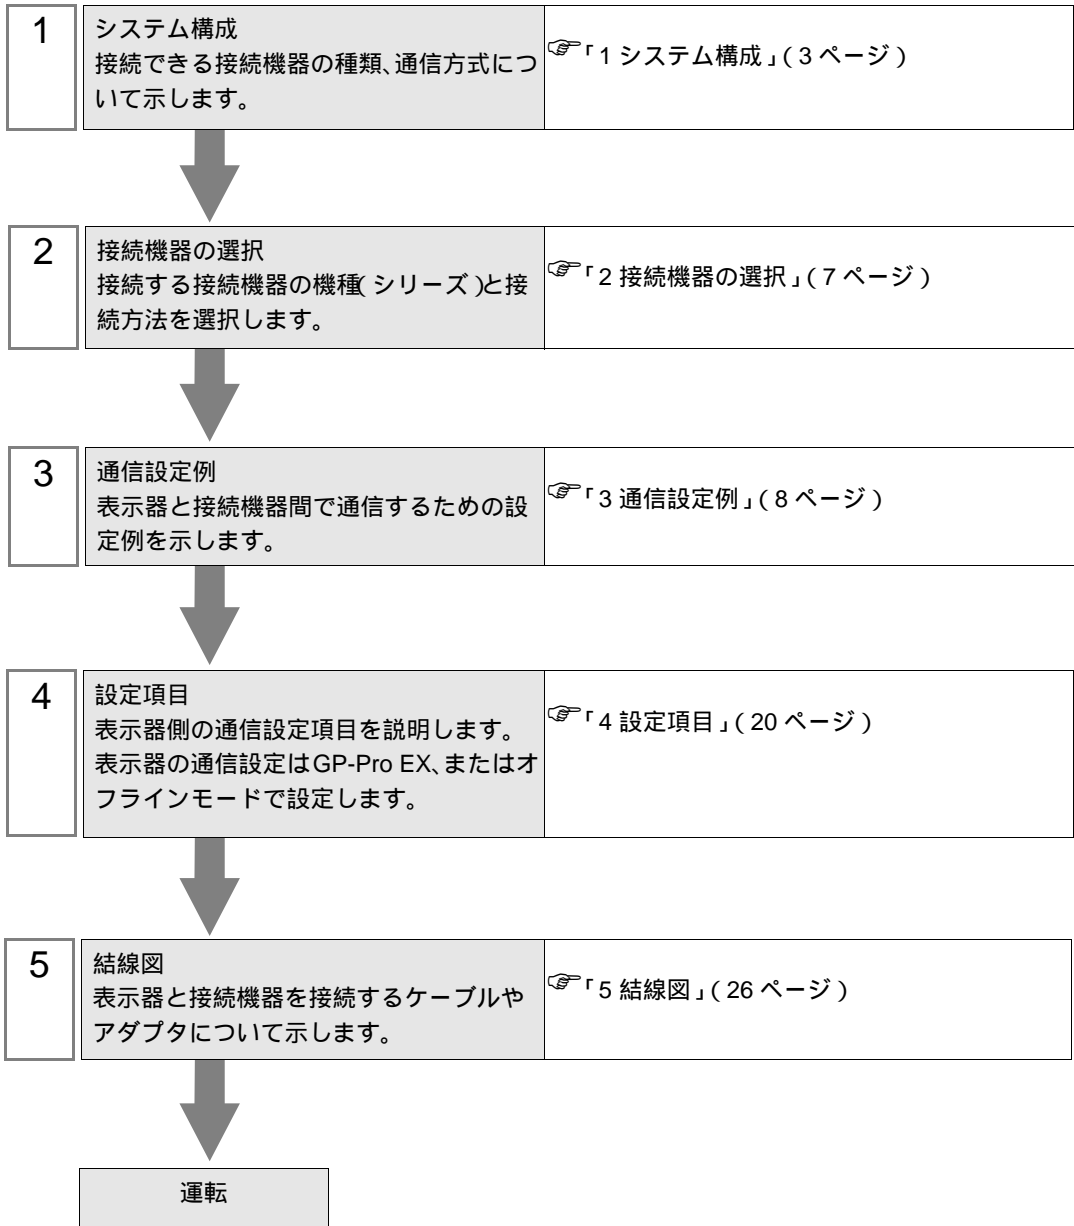 1
システム構成
接続できる接続機器の種類、通信方式につ
いて示します。
☞「1 システム構成」( 3 ページ )
2
接続機器の選択
接続する接続機器の機種( シリーズ )と接
続方法を選択します。
☞「2 接続機器の選択」( 7 ページ )
3
通信設定例
表示器と接続機器間で通信するための設
定例を示します。
☞「3 通信設定例」( 8 ページ )
4
設定項目
表示器側の通信設定項目を説明します。
表示器の通信設定はGP-Pro EX、またはオ
フラインモードで設定します。
☞「4 設定項目」( 20 ページ )
5
結線図
表示器と接続機器を接続するケーブルや
アダプタについて示します。
☞「5 結線図」( 26 ページ )
運転